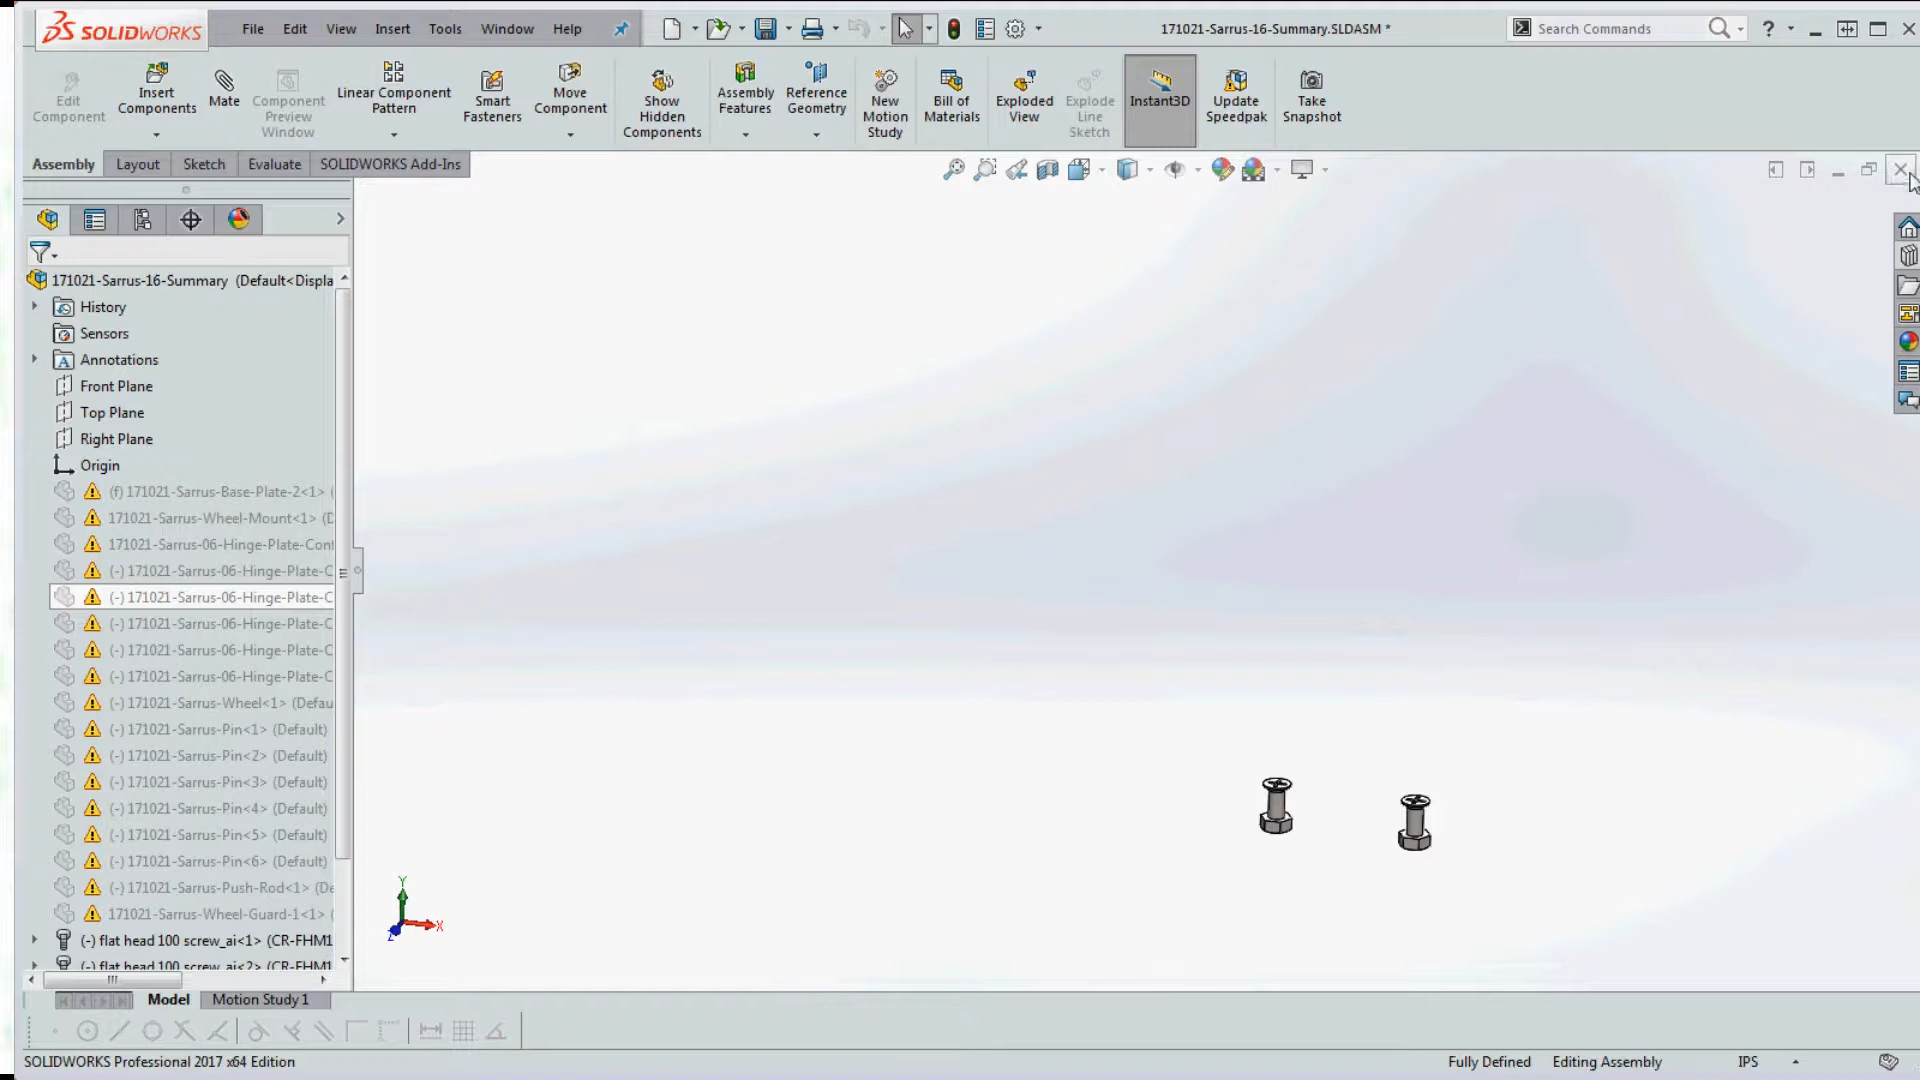 SOLIDWORKS File Edit View Insert Tools Window Help 171021-Sarrus-16-Summary.SLDASM * Search Commands ?
Edit Component
Insert Components
Mate
Component Preview Window
Linear Component Pattern
Smart Fasteners
Move Component
Show Hidden Components
Assembly Features
Reference Geometry
New Motion Study
Bill of Materials
Exploded View
Explode Line Sketch
Instant3D
Update Speedpak
Take Snapshot
Assembly Layout Sketch Evaluate SOLIDWORKS Add-Ins
171021-Sarrus-16-Summary (Default<Displa
History
Sensors
A Annotations
Front Plane
Top Plane
Right Plane
Origin
(f) 171021-Sarrus-Base-Plate-2<1> (
171021-Sarrus-Wheel-Mount<1> (D
171021-Sarrus-06-Hinge-Plate-Conf
(-) 171021-Sarrus-06-Hinge-Plate-C
(-) 171021-Sarrus-06-Hinge-Plate-C
(-) 171021-Sarrus-06-Hinge-Plate-C
(-) 171021-Sarrus-06-Hinge-Plate-C
(-) 171021-Sarrus-06-Hinge-Plate-C
(-) 171021-Sarrus-Wheel<1> (Defau
(-) 171021-Sarrus-Pin<1> (Default)
(-) 171021-Sarrus-Pin<2> (Default)
(-) 171021-Sarrus-Pin<3> (Default)
(-) 171021-Sarrus-Pin<4> (Default)
(-) 171021-Sarrus-Pin<5> (Default)
(-) 171021-Sarrus-Pin<6> (Default)
(-) 171021-Sarrus-Push-Rod<1> (De
171021-Sarrus-Wheel-Guard-1<1> (
(-) flat head 100 screw_ai<1> (CR-FHM1
(-) flat head 100 screw_ai<2> (CR-FHM1
Y
X
Z
Model Motion Study 1
SOLIDWORKS Professional 2017 x64 Edition Fully Defined Editing Assembly IPS